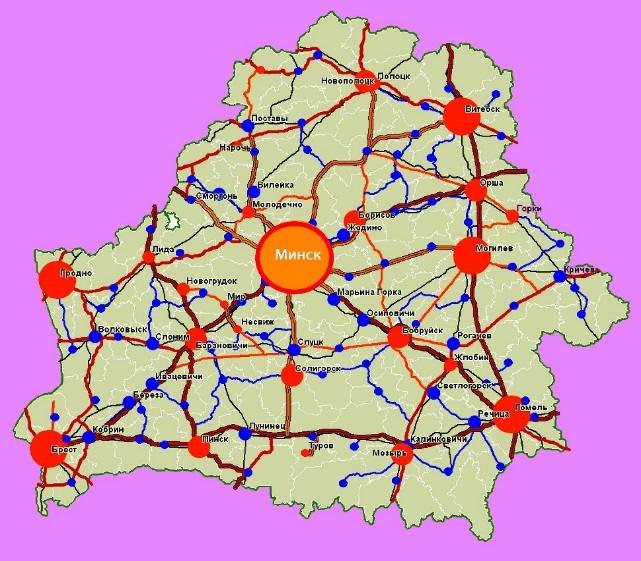 Новополоцк
Полоцк
Витебск
Поставы
Нарочь
Сморгонь
Вилейка
Молодечно
Орша
Борисов
Горки
Жодино
Минск
Лида
Могилев
Гродно
Кричев
Новогрудок
Мир
Марьина Горка
Осиповичи
Несвиж
Волковыск
Слоним
Барановичи
Слуцк
Бобруйск
Рогачев
Жлобин
Солигорск
Ивацевичи
Светлогорск
Береза
Гомель
Речица
Кобрин
Лунинец
Пинск
Туров
Калинковичи
Брест
Мозырь